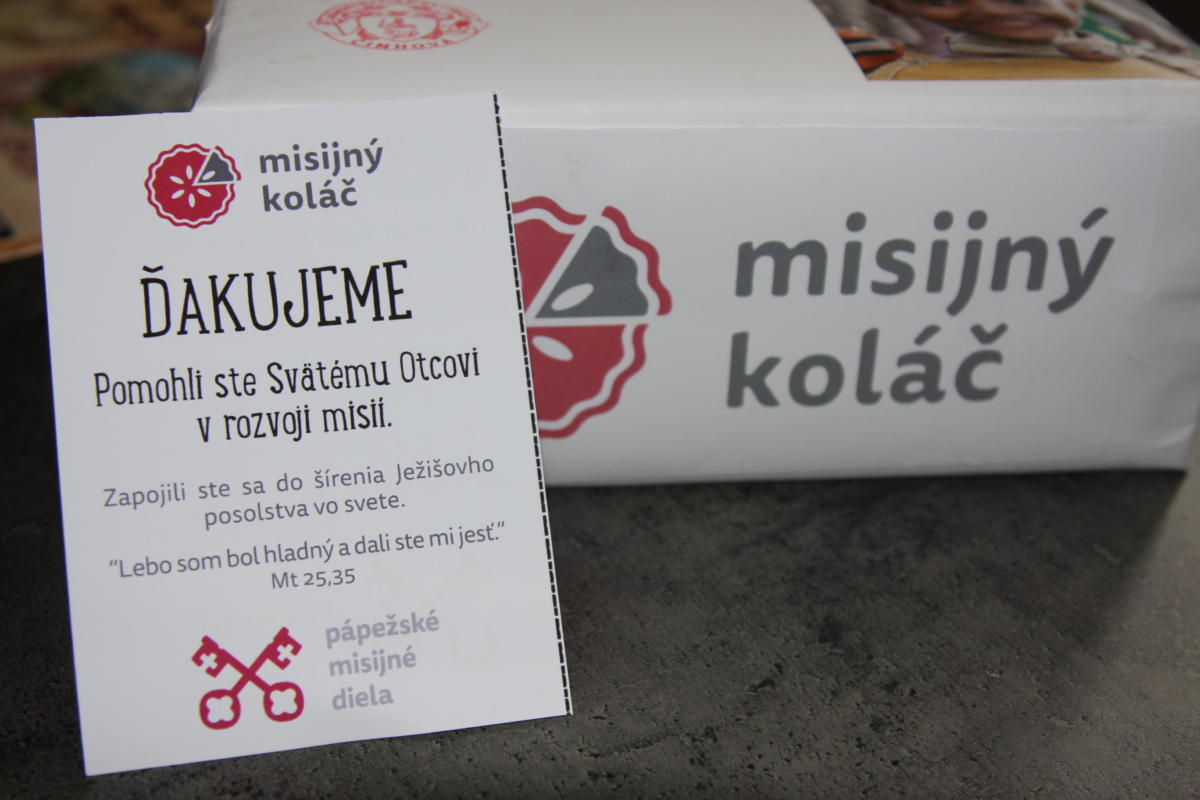 ČIMHOVÁ
misijný
koláč
ĎAKUJEME
Pomohli ste Svätému Otcovi
v rozvoji misií.
Zapojili ste sa do šírenia Ježišovho
posolstva vo svete.
“Lebo som bol hladný a dali ste mi jesť.”
Mt 25,35
pápežské
misijné
diela
misijný
koláč